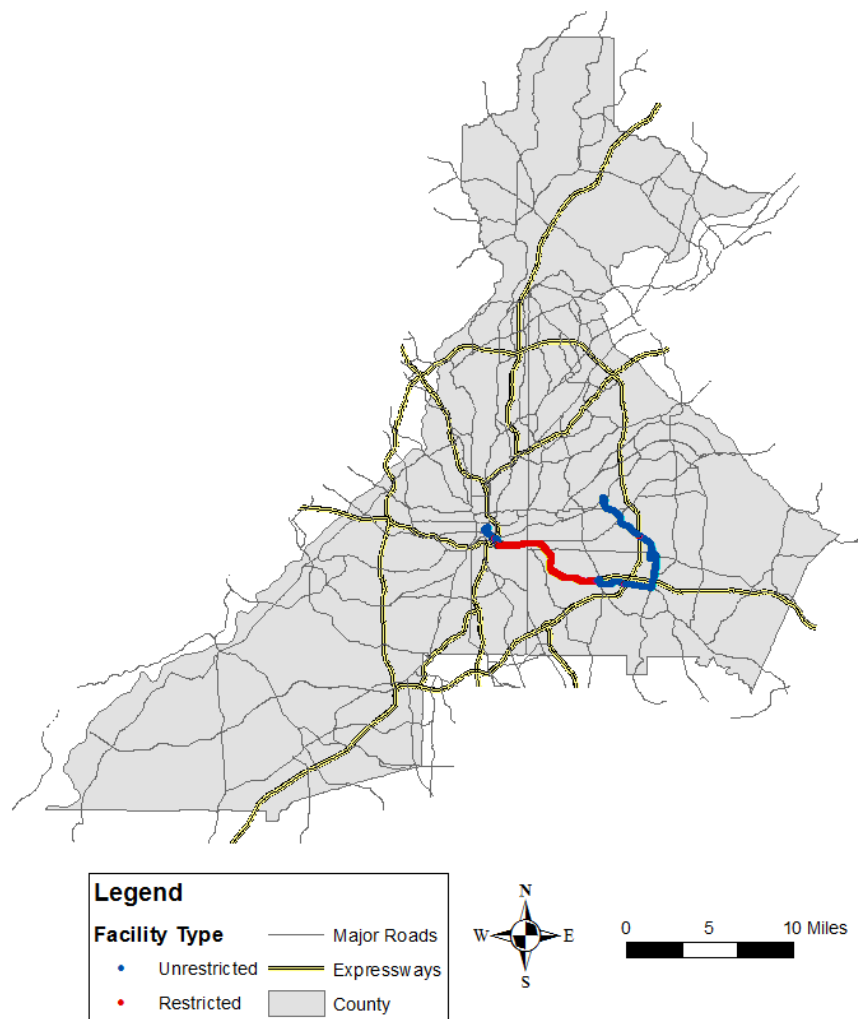 Legend
Facility Type
Unrestricted
Restricted
Major Roads
Expressways
County
N
W E
S
0 5 10 Miles